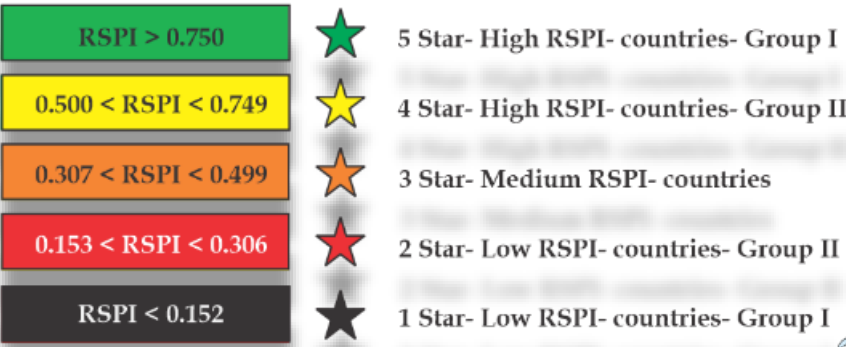 RSPI > 0.750 5 Star- High RSPI- countries- Group I
0.500 < RSPI < 0.749 4 Star- High RSPI- countries- Group II
0.307 < RSPI < 0.499 3 Star- Medium RSPI- countries
0.153 < RSPI < 0.306 2 Star- Low RSPI- countries- Group II
RSPI < 0.152 1 Star- Low RSPI- countries- Group I